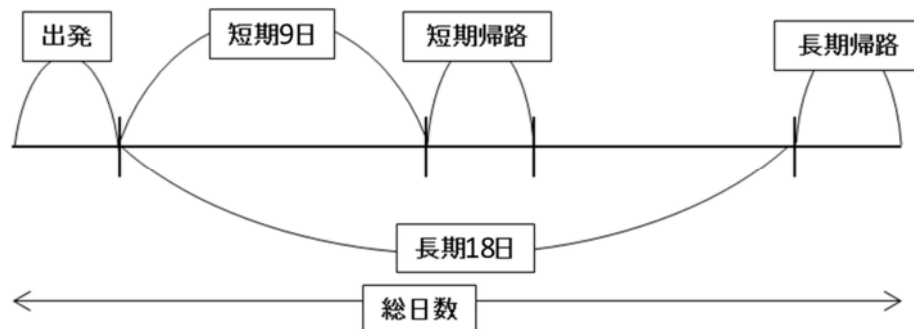 出発
短期9日
短期帰路
長期帰路
長期18日
総日数